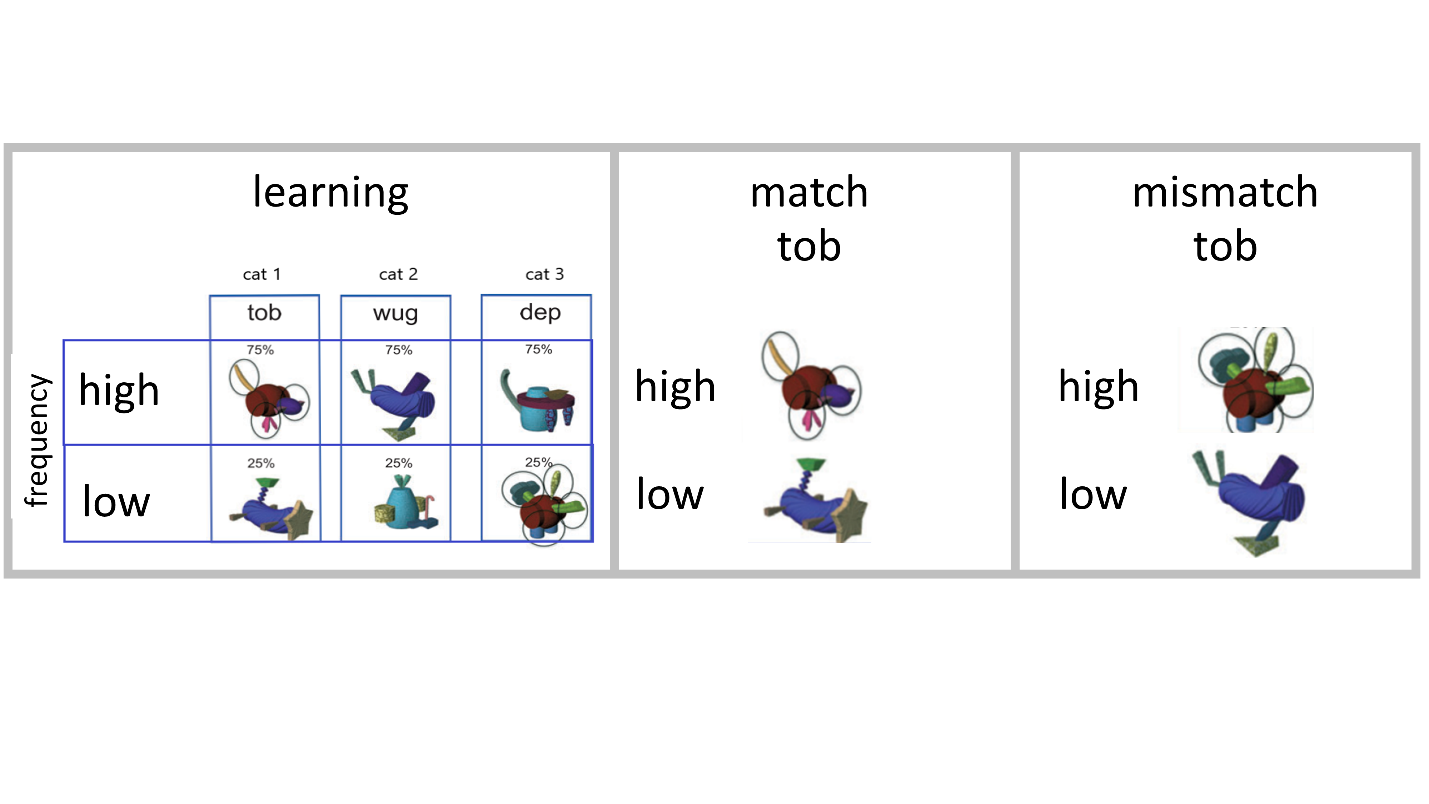 learning
cat 1 cat 2 cat 3
tob wug dep
frequency
high 75% 75% 75%
low 25% 25% 25%
match
tob
high
low
mismatch
tob
high
low